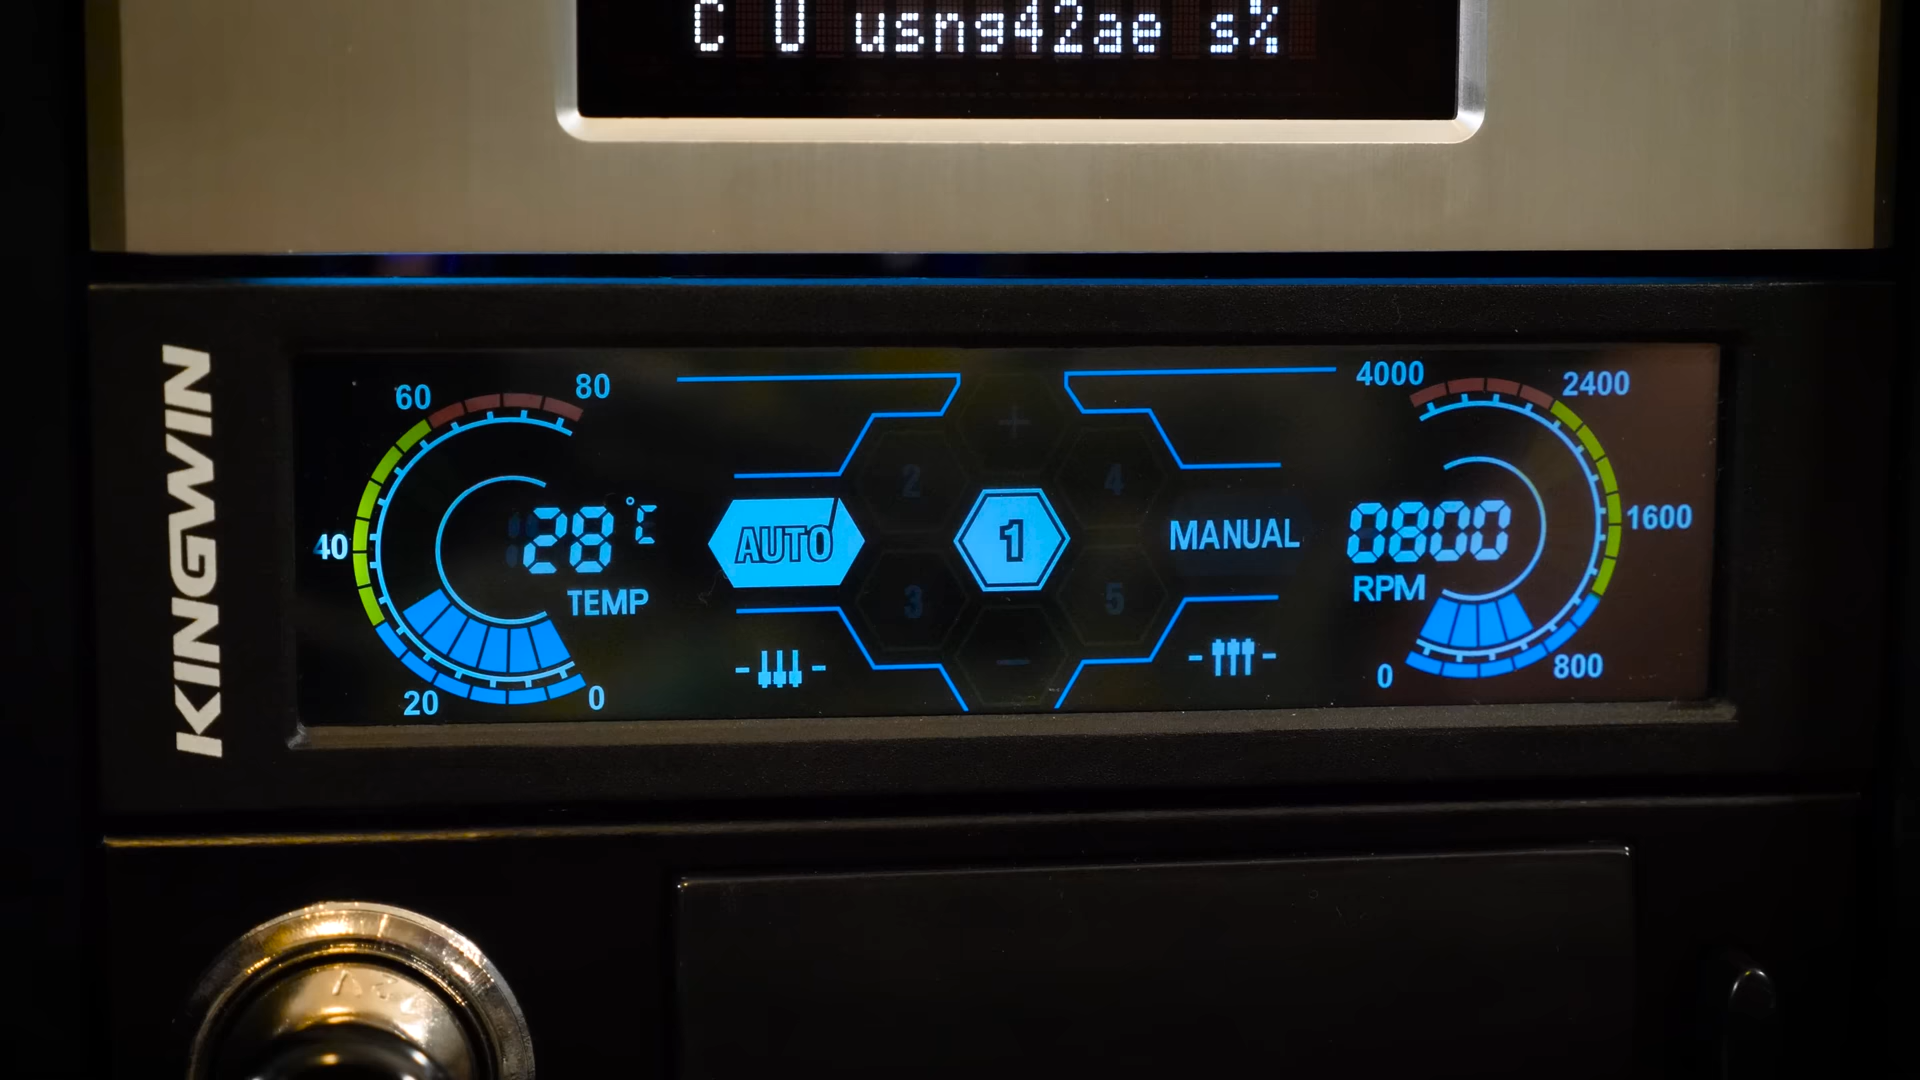 C U usng42ae s%
KINGWIN
60 80
40
20 0
28 °C
TEMP
AUTO
2 + 4
1
3 - 5
MANUAL
4000 2400
1600
0800
RPM
0 800
12V